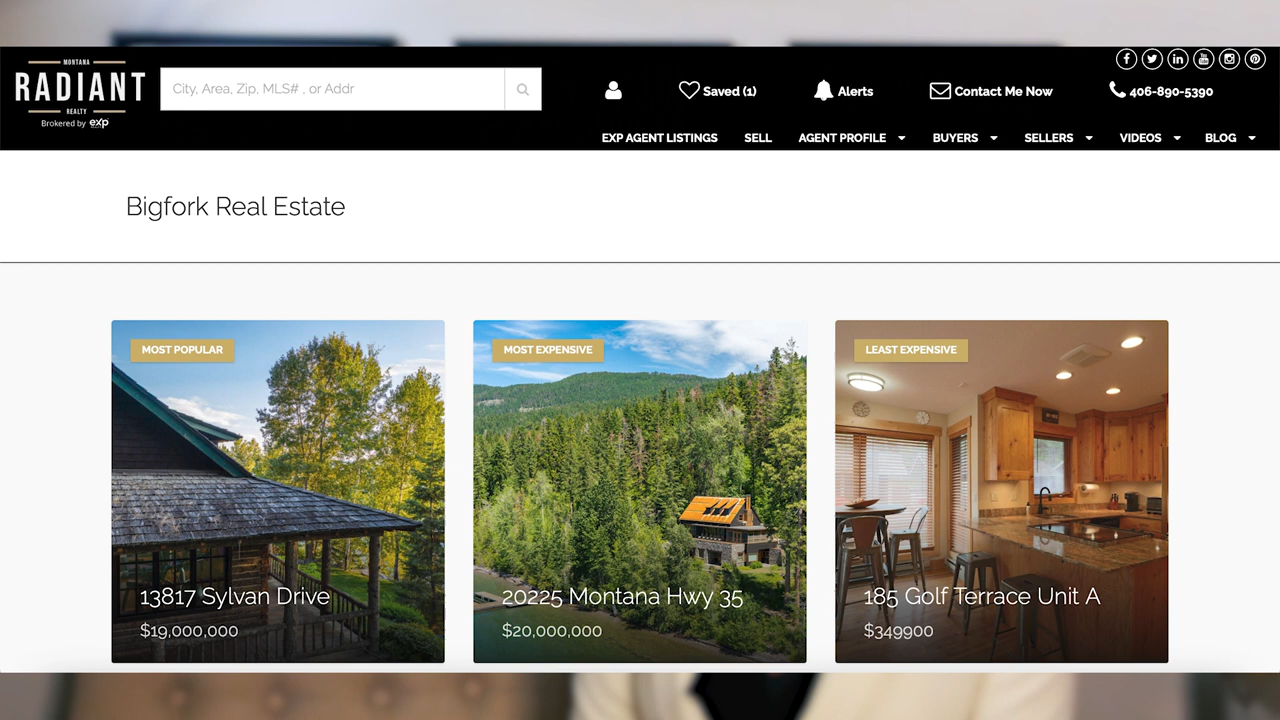 MONTANA
RADIANT
REALTY
Brokered by exp
City, Area, Zip, MLS# , or Addr
Saved (1)
Alerts
Contact Me Now
406-890-5390
EXP AGENT LISTINGS SELL AGENT PROFILE BUYERS SELLERS VIDEOS BLOG
Bigfork Real Estate
MOST POPULAR
13817 Sylvan Drive
$19,000,000
MOST EXPENSIVE
20225 Montana Hwy 35
$20,000,000
LEAST EXPENSIVE
185 Golf Terrace Unit A
$349900